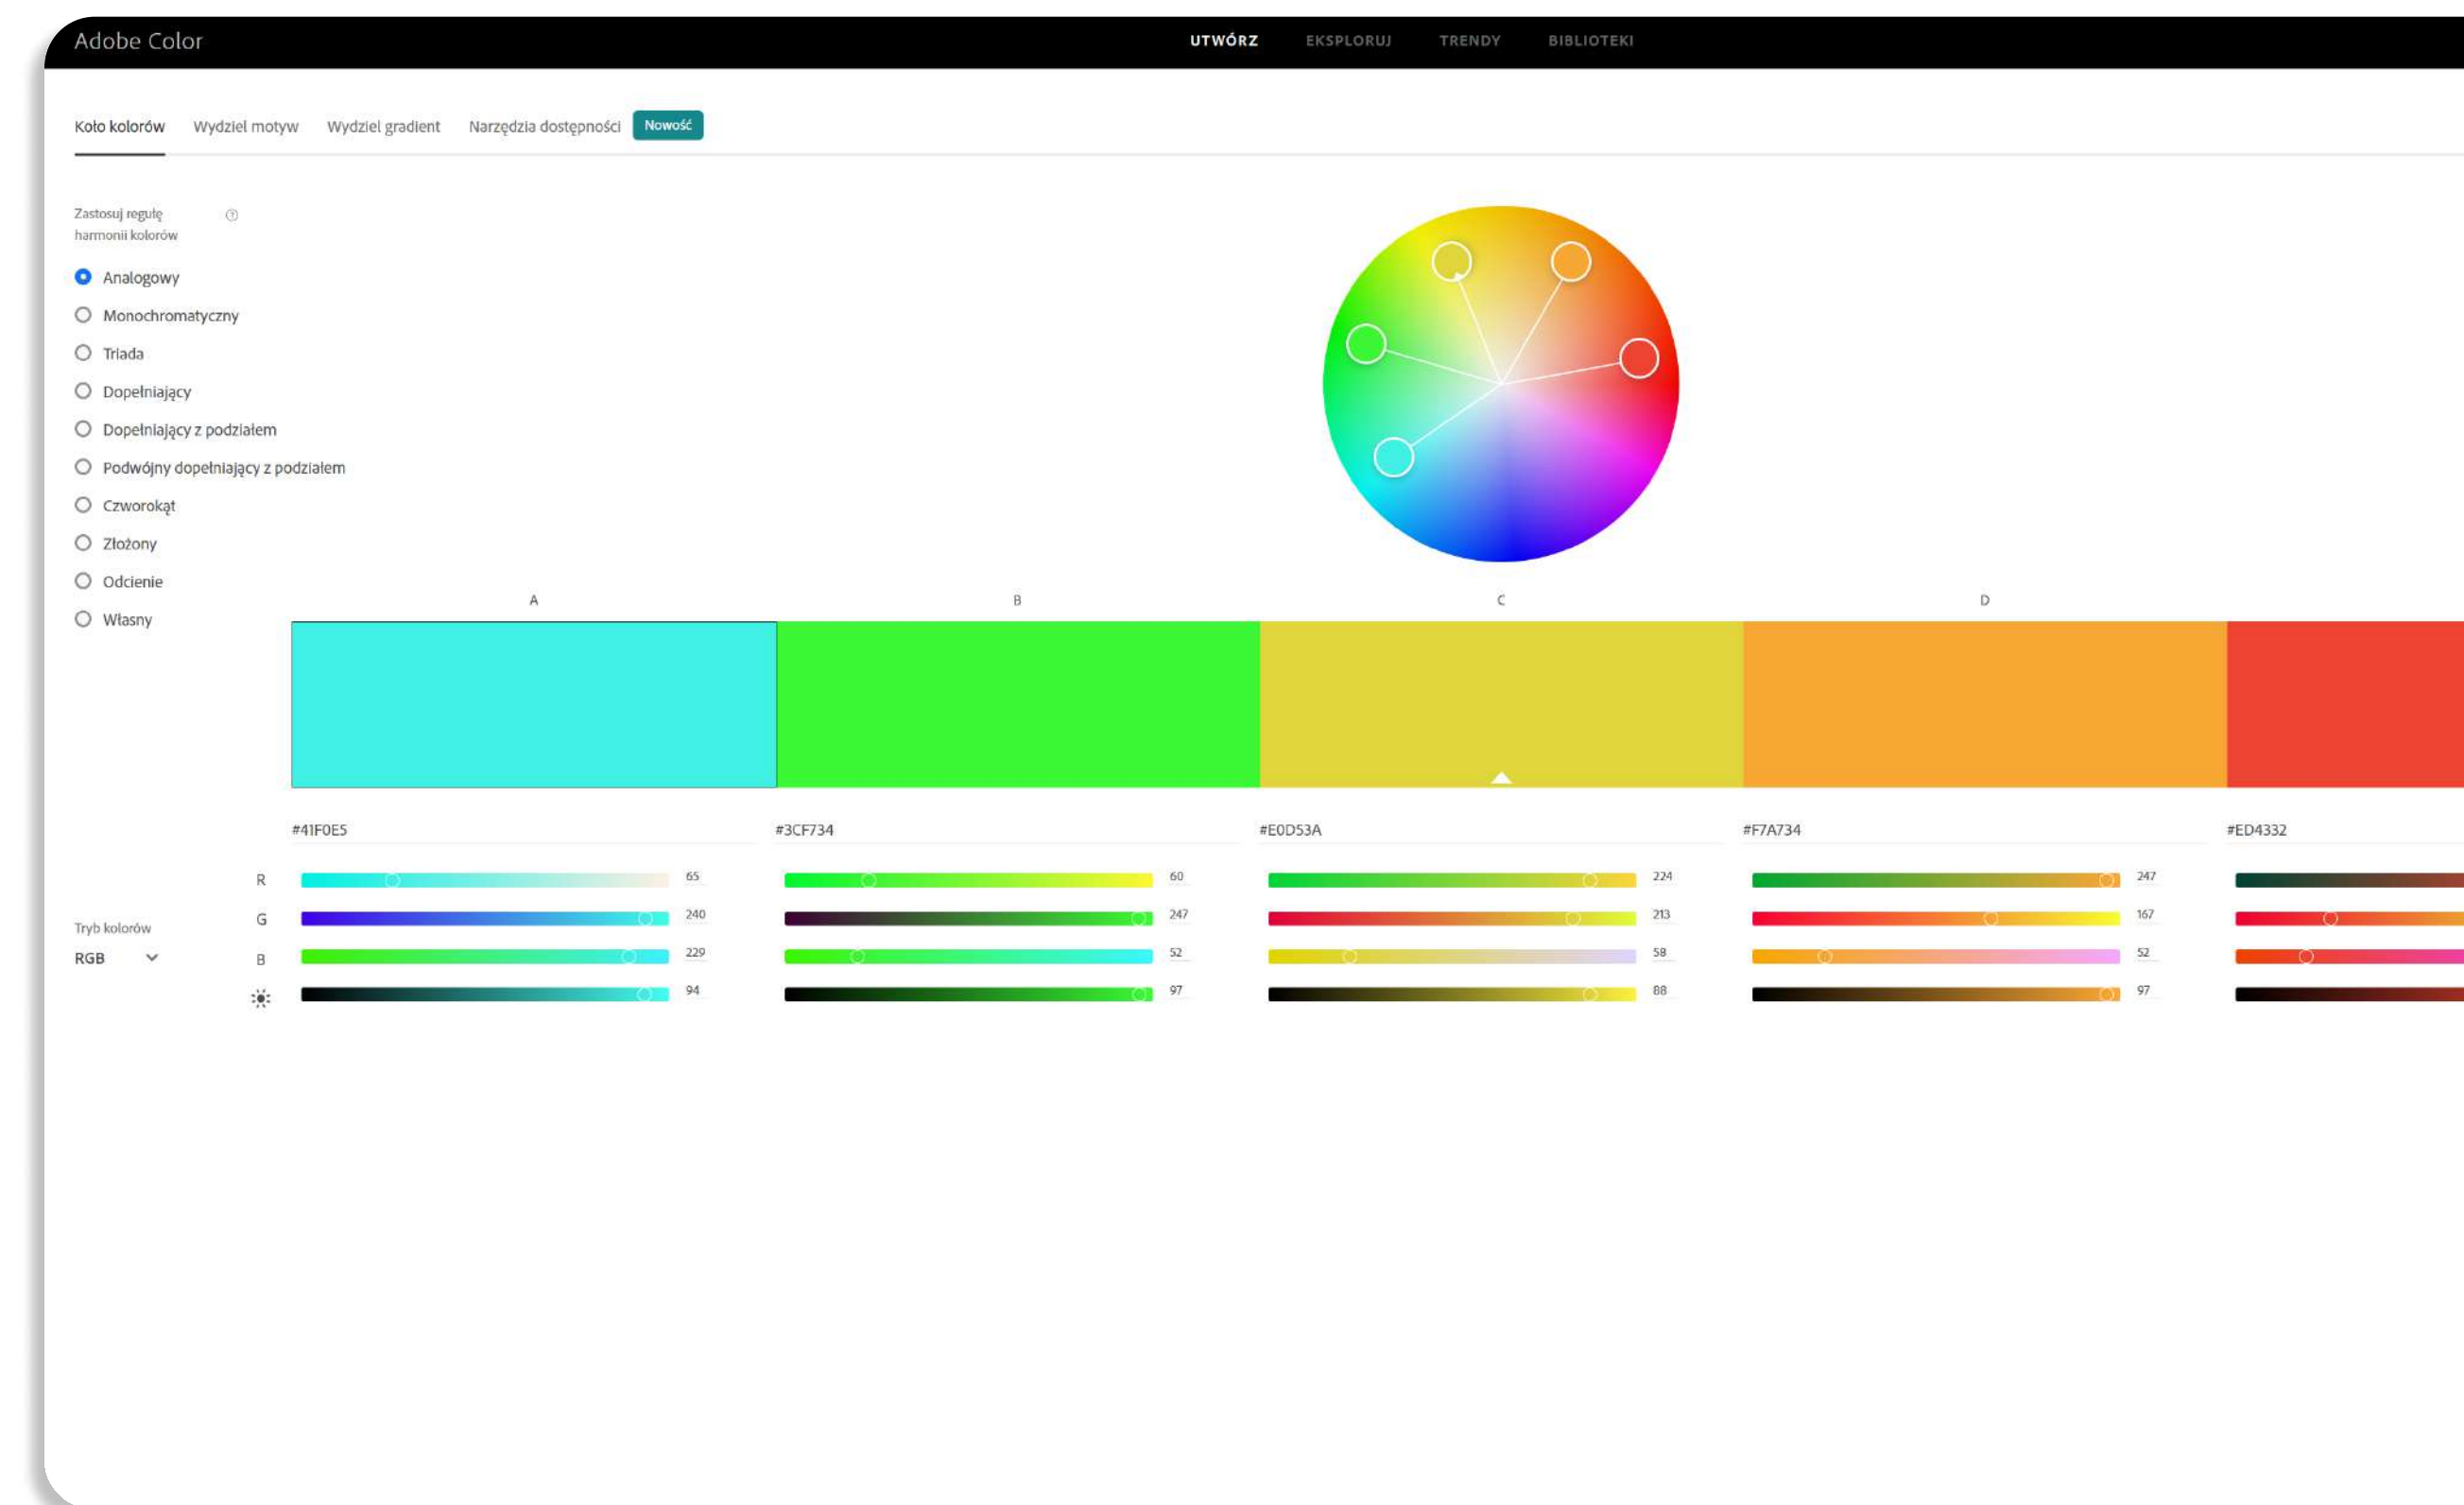 Adobe Color
UTWÓRZ EKSPLORUJ TRENDY BIBLIOTEKI
Koło kolorów Wydziel motyw Wydziel gradient Narzędzia dostępności Nowość
Zastosuj regułę
harmonii kolorów
Analogowy
Monochromatyczny
Triada
Dopełniający
Dopełniający z podziałem
Podwójny dopełniający z podziałem
Czworokąt
Złożony
Odcienie
Własny
A B C D
#41F0E5 #3CF734 #E0D53A #F7A734 #ED4332
R 65 60 224 247
G 240 247 213 167
B 229 52 58 52
94 97 88 97
Tryb kolorów
RGB